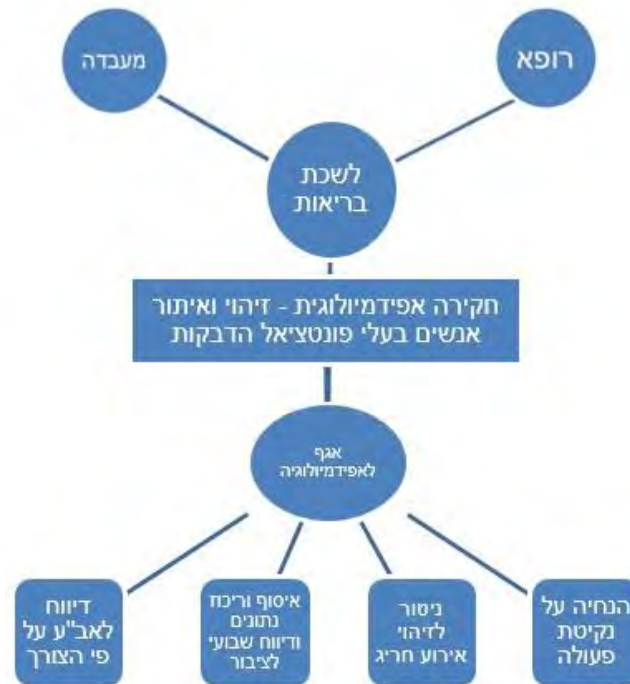 רופא
מעבדה
לשכת
בריאות
חקירה אפידמיולוגית - זיהוי ואיתור
אנשים בעלי פונטציאל הדבקות
אגף
לאפידמיולוגיה
הנחיה על
נקיטת
פעולה
ניטור
לזיהוי
אירוע חריג
איסוף וריכוז
נתונים
ודיווח שבועי
לציבור
דיווח
לאב"ע על
פי הצורך